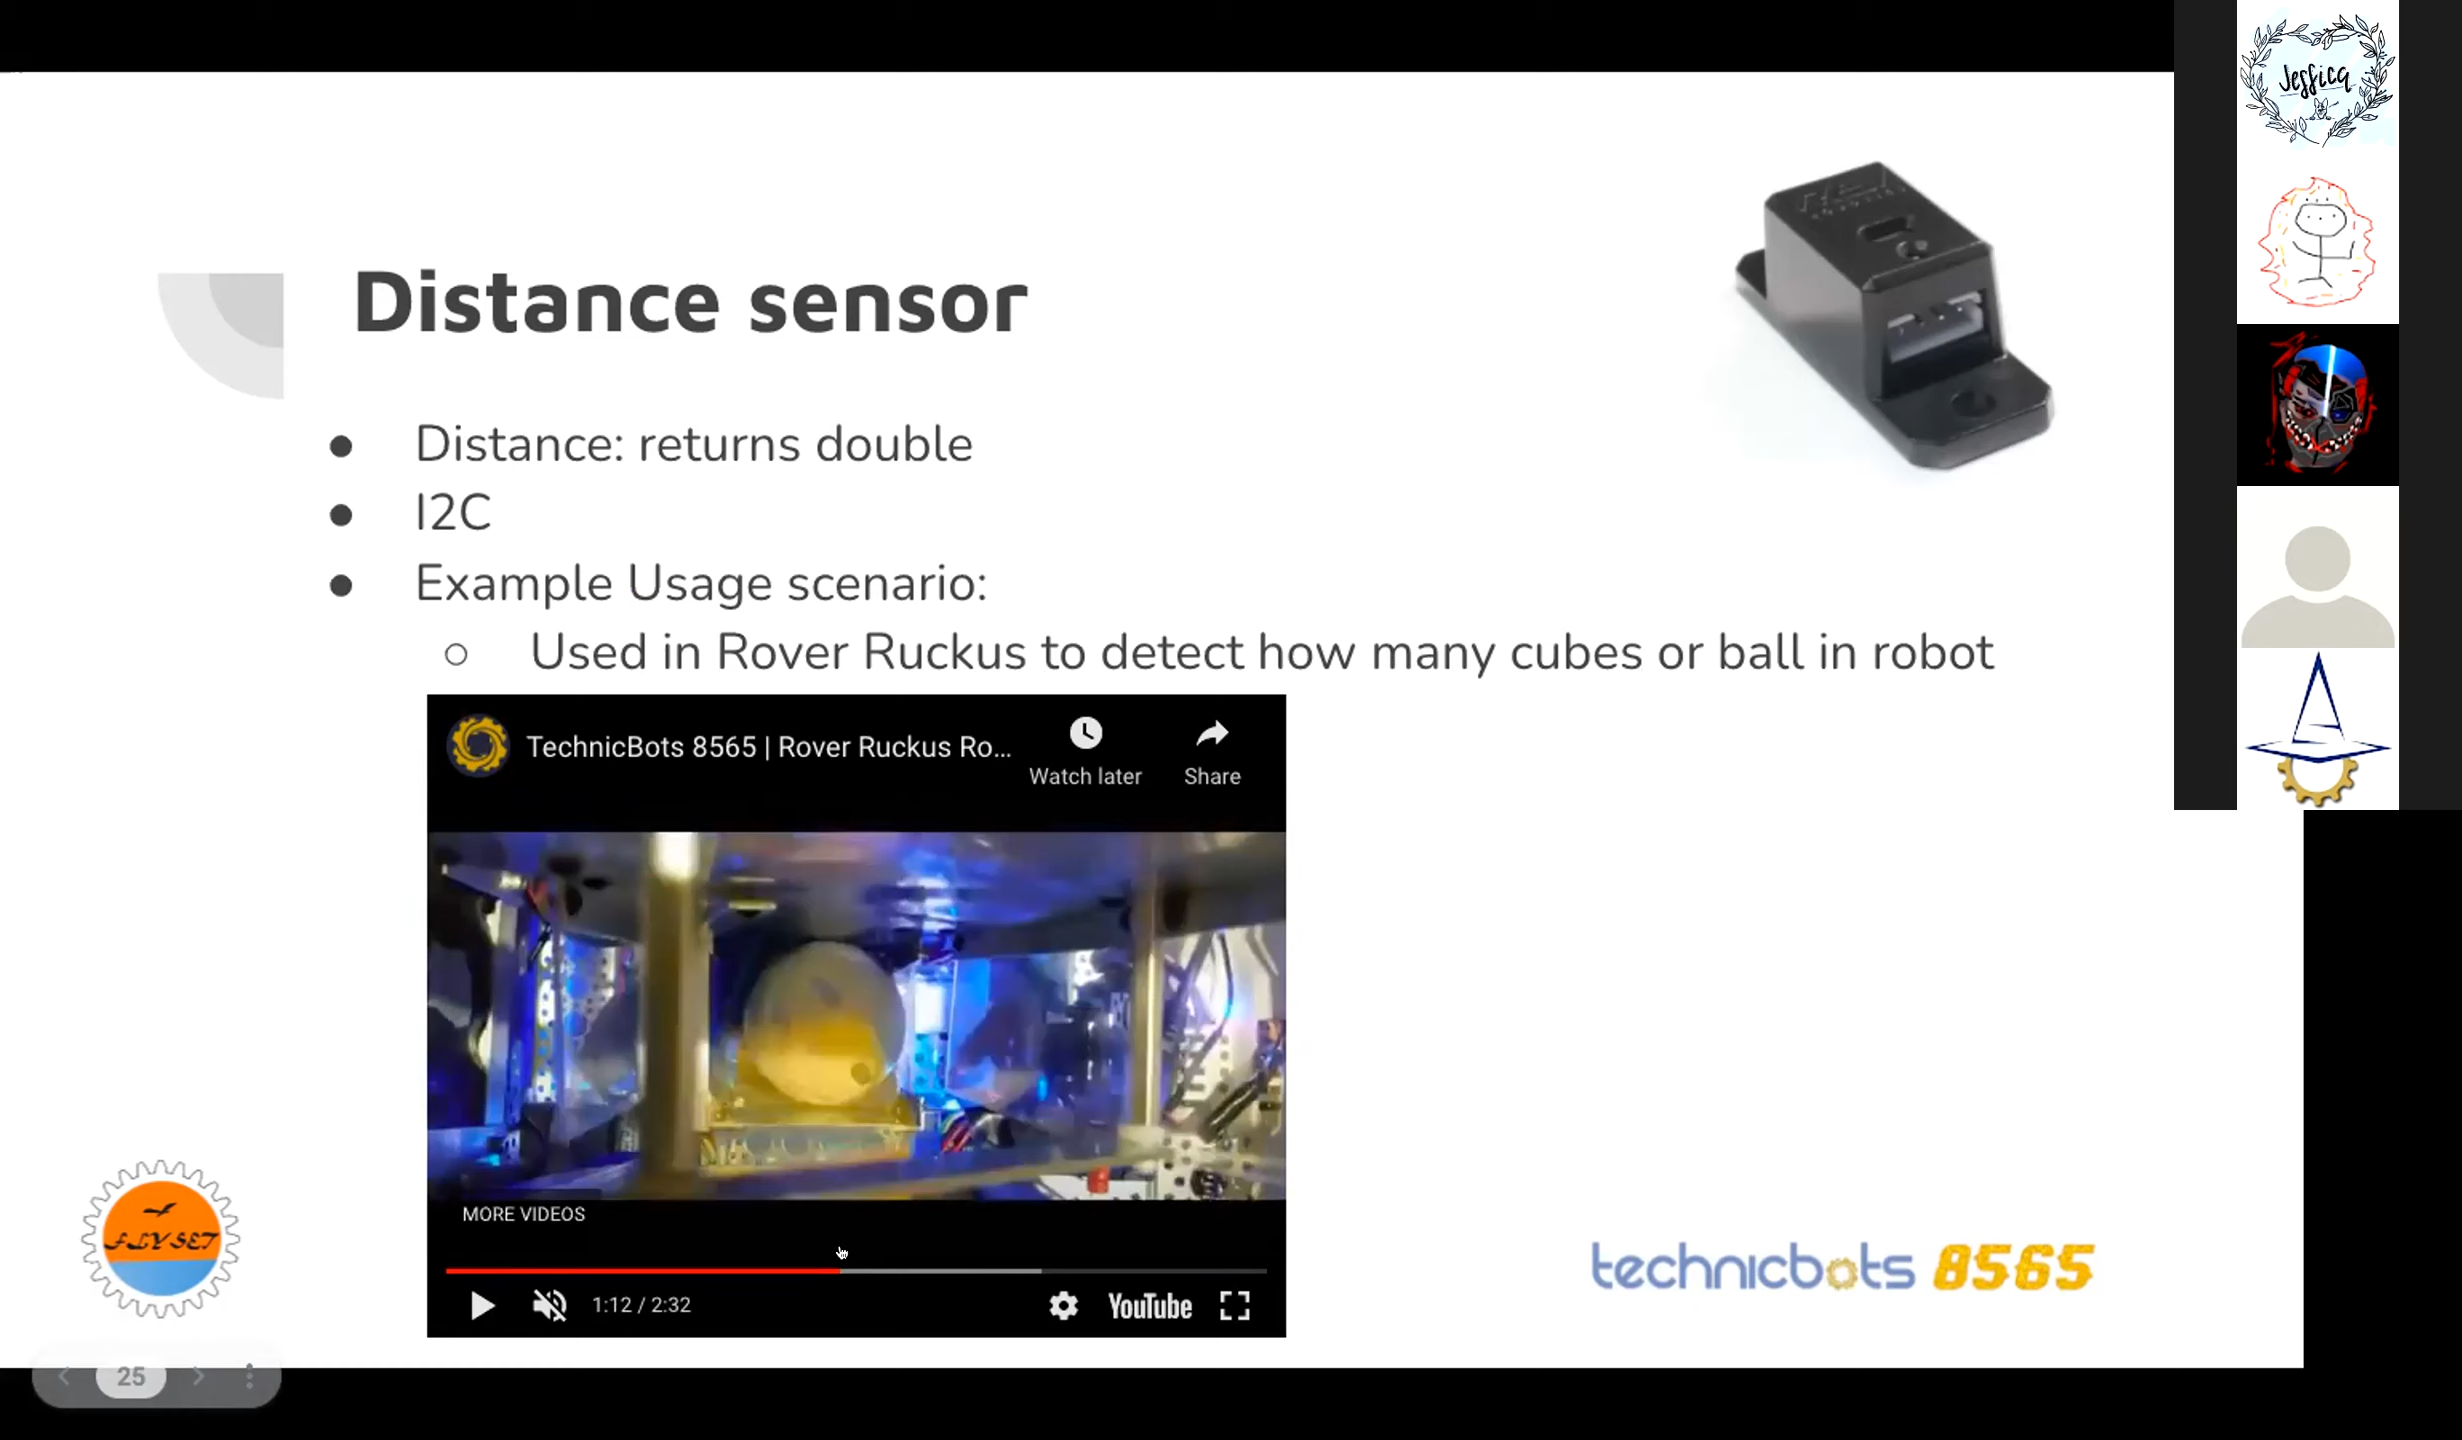 Jessica
Distance sensor
● Distance: returns double
● I2C
● Example Usage scenario:
○ Used in Rover Ruckus to detect how many cubes or ball in robot
TechnicBots 8565 | Rover Ruckus Ro...
Watch later
Share
MORE VIDEOS
1:12 / 2:32
YouTube
FLY SET
technicbots 8565
25